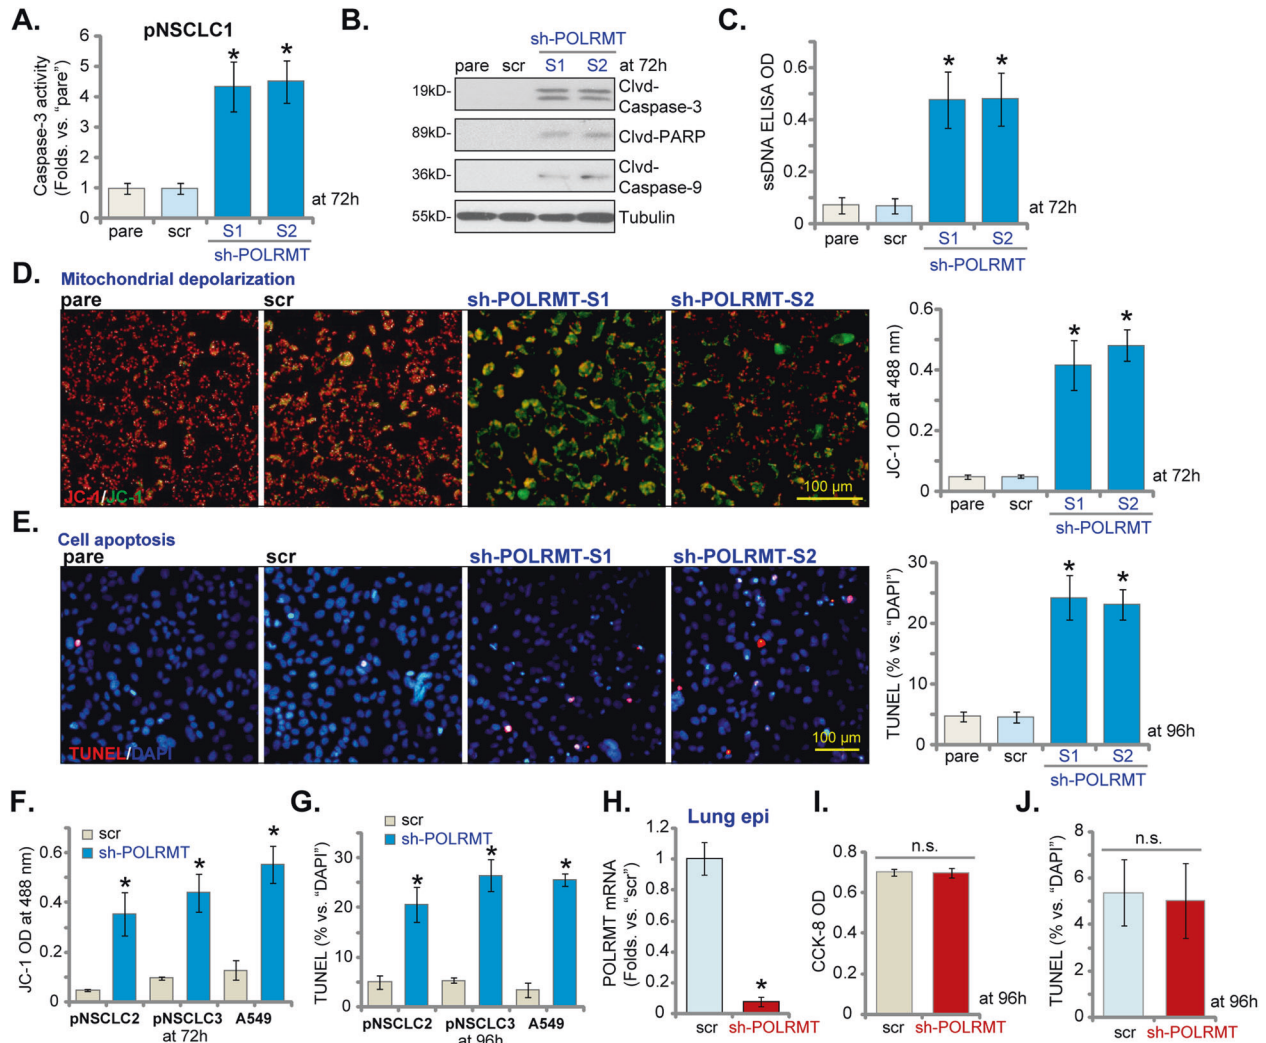 A.
pNSCLC1
Caspase-3 activity
(Folds. vs. “pare”)
6
5
4
3
2
1
0
*
*
at 72h
pare
scr
S1
S2
sh-POLRMT
B.
sh-POLRMT
pare scr S1 S2 at 72h
19kD-
Clvd-
Caspase-3
89kD-
Clvd-PARP
36kD-
Clvd-
Caspase-9
55kD-
Tubulin
C.
ssDNA ELISA OD
0.6
0.4
0.2
0
*
*
at 72h
pare
scr
S1
S2
sh-POLRMT
D.
Mitochondrial depolarization
pare
scr
sh-POLRMT-S1
sh-POLRMT-S2
JC-1/JC-1
100 µm
JC-1 OD at 488 nm)
0.6
0.4
0.2
0
*
*
at 72h
pare
scr
S1
S2
sh-POLRMT
E.
Cell apoptosis
pare
scr
sh-POLRMT-S1
sh-POLRMT-S2
TUNEL/DAPI
100 µm
TUNEL (% vs. “DAPI”)
30
20
10
0
*
*
at 96h
pare
scr
S1
S2
sh-POLRMT
F.
JC-1 OD at 488 nm)
scr
sh-POLRMT
0.6
0.4
0.2
0
*
*
*
pNSCLC2
pNSCLC3
A549
at 72h
G.
TUNEL (% vs. “DAPI”)
scr
sh-POLRMT
30
20
10
0
*
*
*
pNSCLC2
pNSCLC3
A549
at 96h
H.
Lung epi
POLRMT mRNA
(Folds. vs. “scr”)
1.2
1
0.8
0.6
0.4
0.2
0
*
scr
sh-POLRMT
I.
CCK-8 OD
0.8
0.6
0.4
0.2
0
n.s.
at 96h
scr
sh-POLRMT
J.
TUNEL (% vs. “DAPI”)
8
6
4
2
0
n.s.
at 96h
scr
sh-POLRMT